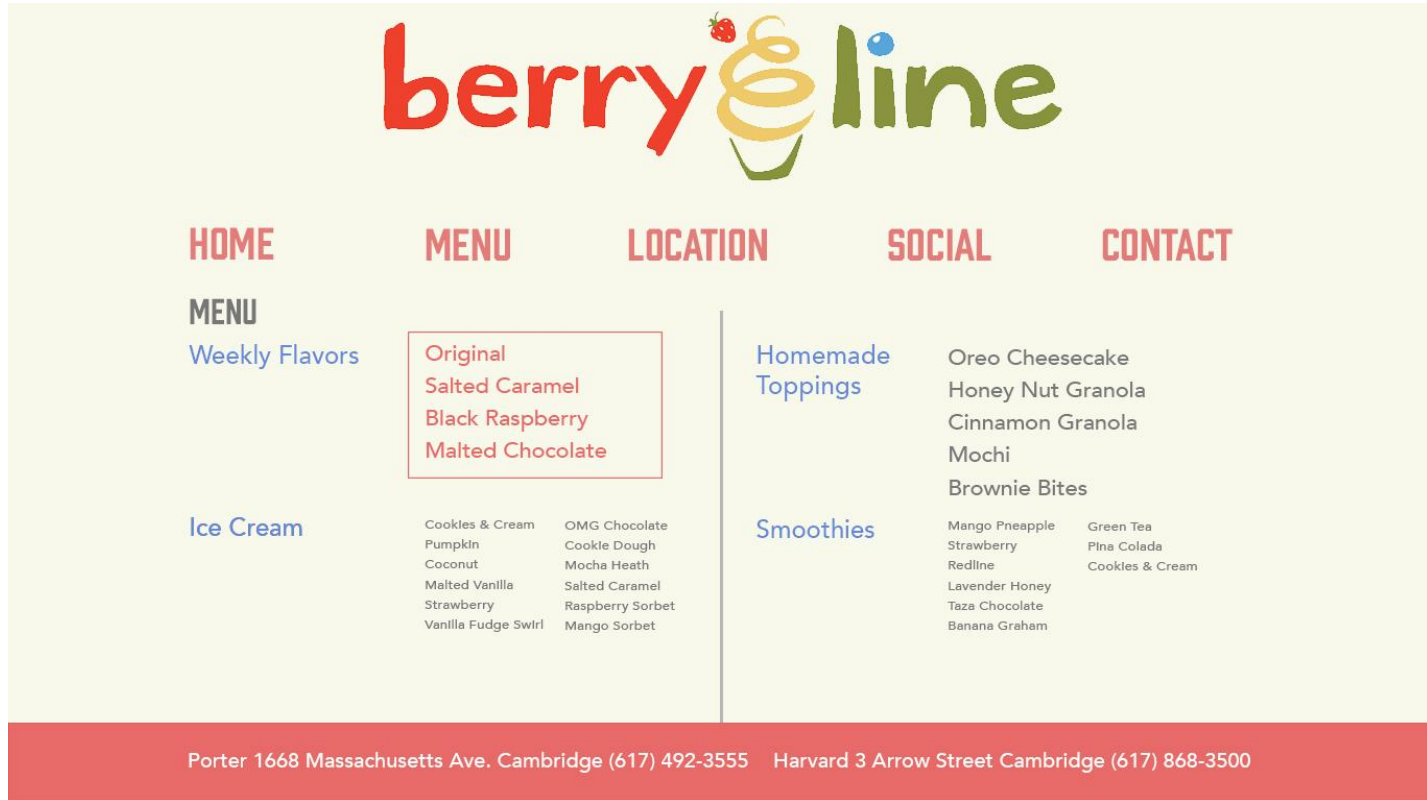 berry line
HOME MENU LOCATION SOCIAL CONTACT
MENU
Weekly Flavors
Original
Salted Caramel
Black Raspberry
Malted Chocolate
Ice Cream
Cookies & Cream
Pumpkin
Coconut
Malted Vanilla
Strawberry
Vanilla Fudge Swirl
OMG Chocolate
Cookie Dough
Mocha Heath
Salted Caramel
Raspberry Sorbet
Mango Sorbet
Homemade
Toppings
Oreo Cheesecake
Honey Nut Granola
Cinnamon Granola
Mochi
Brownie Bites
Smoothies
Mango Pneapple
Strawberry
Redline
Lavender Honey
Taza Chocolate
Banana Graham
Green Tea
Pina Colada
Cookies & Cream
Porter 1668 Massachusetts Ave. Cambridge (617) 492-3555 Harvard 3 Arrow Street Cambridge (617) 868-3500